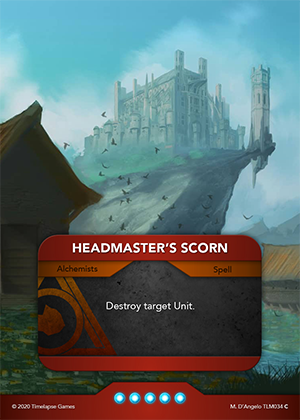 HEADMASTER'S SCORN
Alchemists Spell
Destroy target Unit.
© 2020 Timelapse Games M. D'Angelo TLM034 C